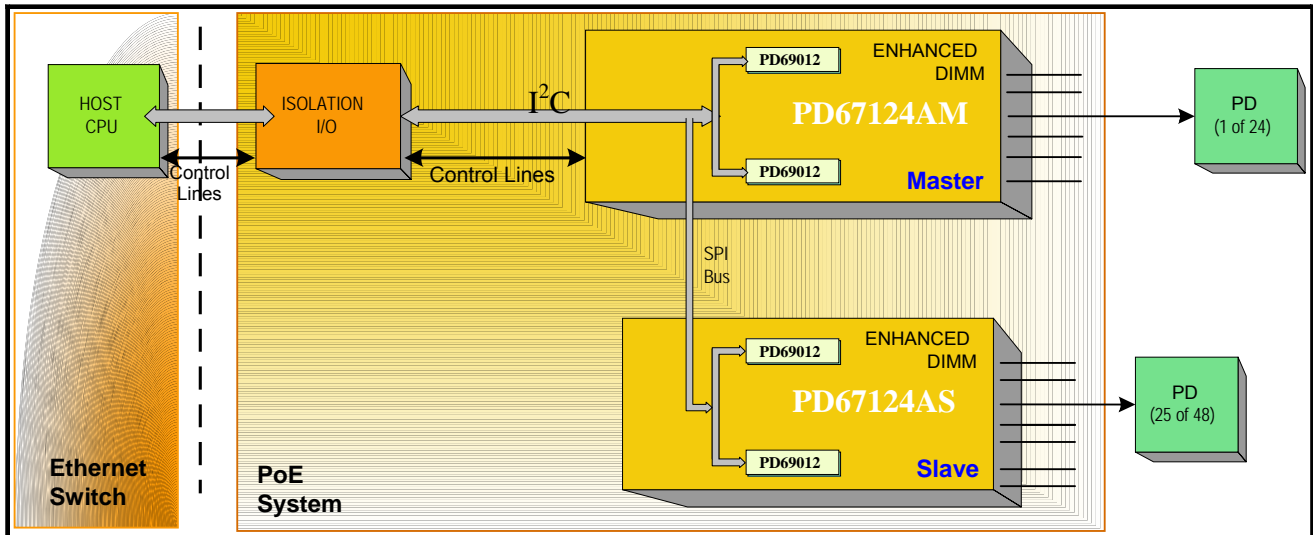 HOST
CPU
ISOLATION
I/O
I²C
Control
Lines
Control Lines
PD69012
ENHANCED
DIMM
PD67124AM
PD69012
Master
PD
(1 of 24)
SPI
Bus
PD69012
ENHANCED
DIMM
PD67124AS
PD69012
Slave
PD
(25 of 48)
Ethernet
Switch
PoE
System